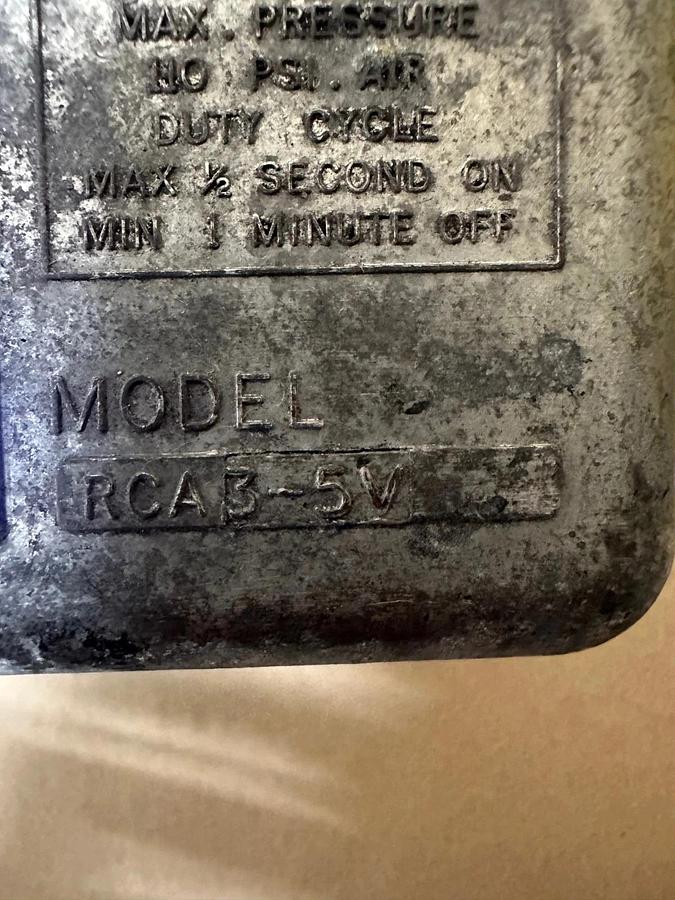 MAX. PRESSURE
110 PSI. AIR
DUTY CYCLE
MAX ½ SECOND ON
MIN 1 MINUTE OFF
MODEL
RCA3-5V